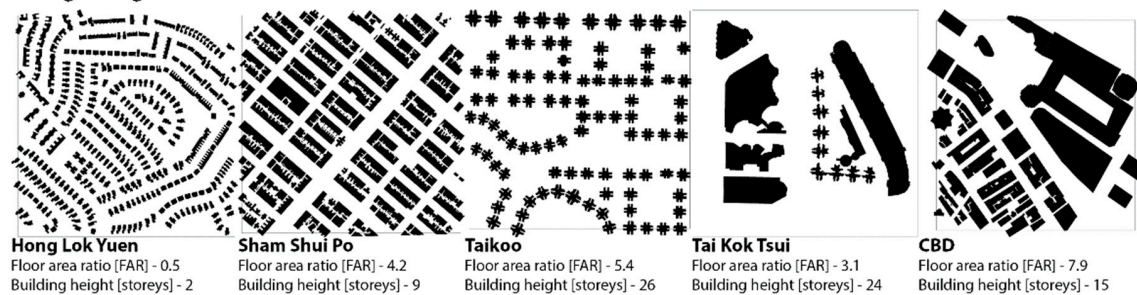 Hong Lok Yuen
Floor area ratio [FAR] - 0.5
Building height [storeys] - 2
Sham Shui Po
Floor area ratio [FAR] - 4.2
Building height [storeys] - 9
Taikoo
Floor area ratio [FAR] - 5.4
Building height [storeys] - 26
Tai Kok Tsui
Floor area ratio [FAR] - 3.1
Building height [storeys] - 24
CBD
Floor area ratio [FAR] - 7.9
Building height [storeys] - 15